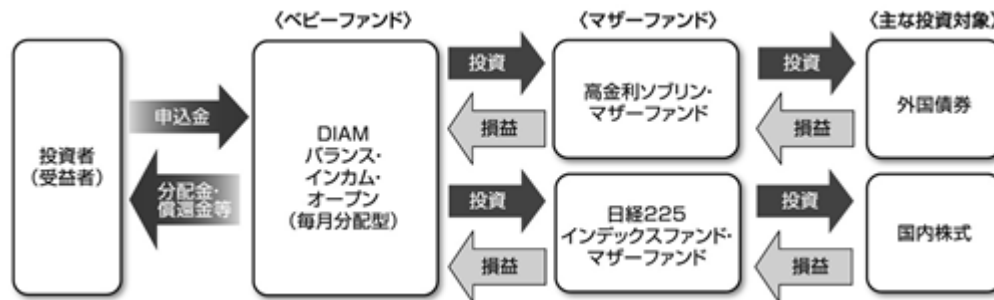 〈ベビーファンド〉
〈マザーファンド〉
〈主な投資対象〉
投資者
(受益者)
申込金
分配金・
償還金等
DIAM
バランス・
インカム・
オープン
(毎月分配型)
投資
損益
高金利ソブリン・
マザーファンド
投資
損益
外国債券
投資
損益
日経225
インデックスファンド・
マザーファンド
投資
損益
国内株式